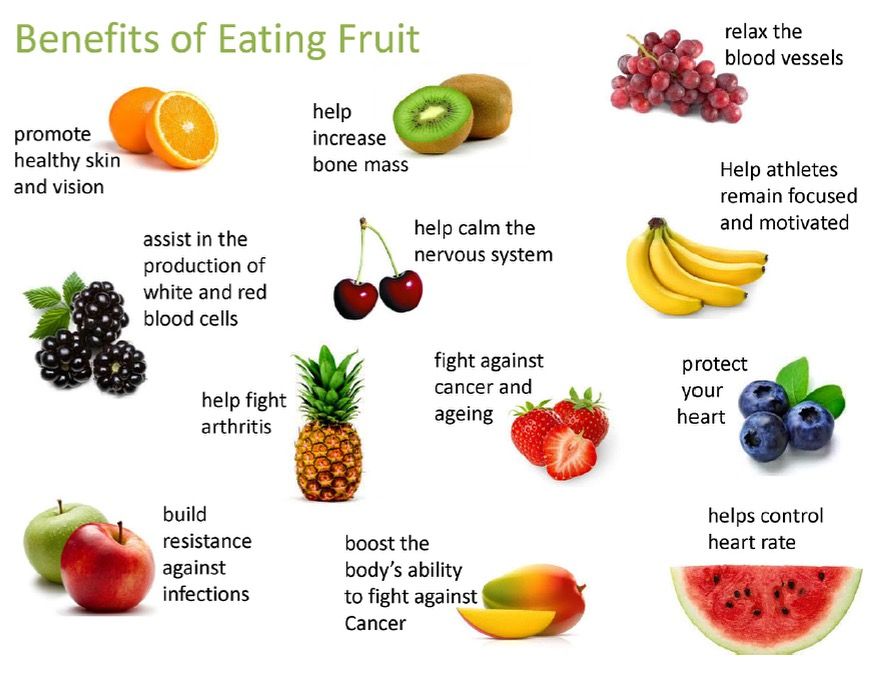 Benefits of Eating Fruit
relax the
blood vessels
promote
healthy skin
and vision
help
increase
bone mass
Help athletes
remain focused
and motivated
assist in the
production of
white and red
blood cells
help calm the
nervous system
help fight
arthritis
fight against
cancer and
ageing
protect
your
heart
build
resistance
against
infections
boost the
body's ability
to fight against
Cancer
helps control
heart rate